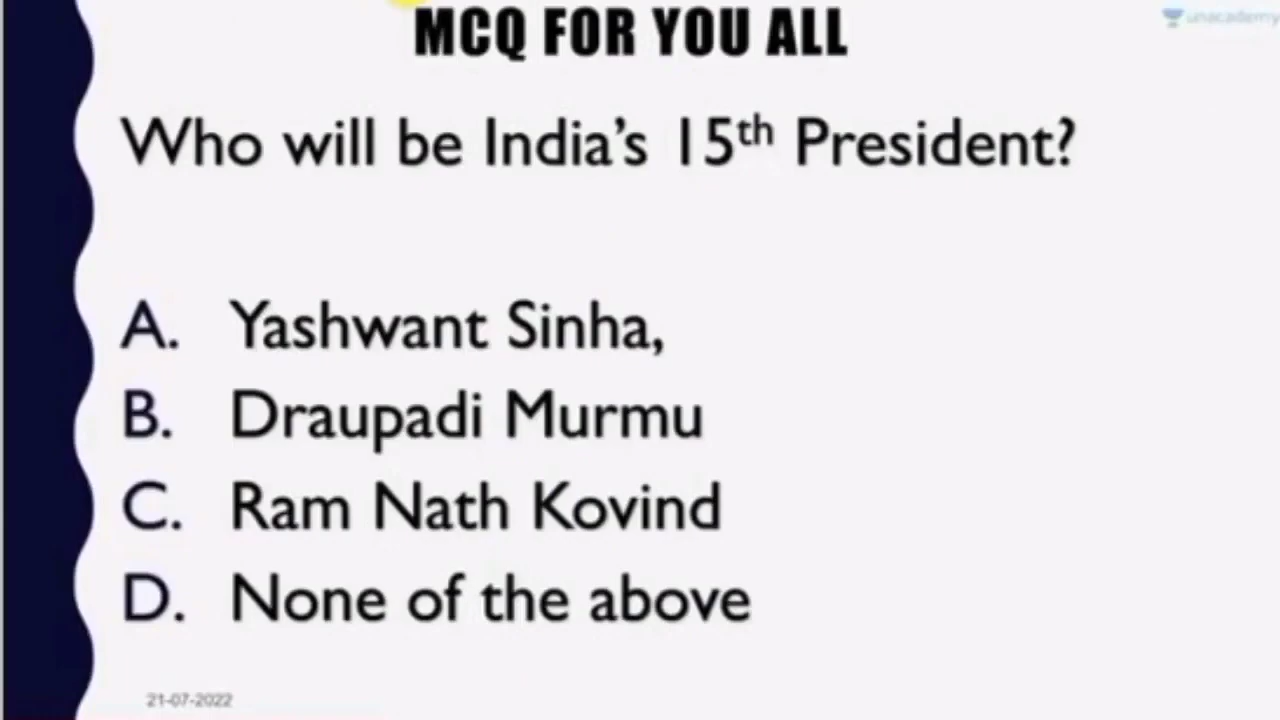 MCQ FOR YOU ALL
unacademy
Who will be India's 15th President?
A. Yashwant Sinha,
B. Draupadi Murmu
C. Ram Nath Kovind
D. None of the above
21-07-2022